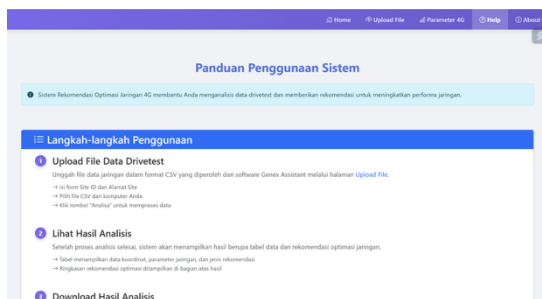 Home Upload File Parameter 4G Help About
Panduan Penggunaan Sistem
Sistem Rekomendasi Optimasi Jaringan 4G membantu Anda menganalisis data drivetest dan memberikan rekomendasi untuk meningkatkan performa jaringan.
Langkah-langkah Penggunaan
1 Upload File Data Drivetest
Unggah file data jaringan dalam format CSV yang diperoleh dari software Genex Assistant melalui halaman Upload File.
→ Isi form Site ID dan Alamat Site
→ Pilih file CSV dari komputer Anda
→ Klik tombol "Analisa" untuk memproses data
2 Lihat Hasil Analisis
Setelah proses analisis selesai, sistem akan menampilkan hasil berupa tabel data dan rekomendasi optimasi jaringan.
→ Tabel menampilkan data koordinat, parameter jaringan, dan jenis rekomendasi
→ Ringkasan rekomendasi optimasi ditampilkan di bagian atas hasil
3 Download Hasil Analisis